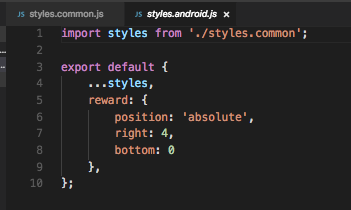 JS styles.common.js JS styles.android.js ×
1 import styles from './styles.common';
2
3 export default {
4 ...styles,
5 reward: {
6 position: 'absolute',
7 right: 4,
8 bottom: 0
9 },
10 };